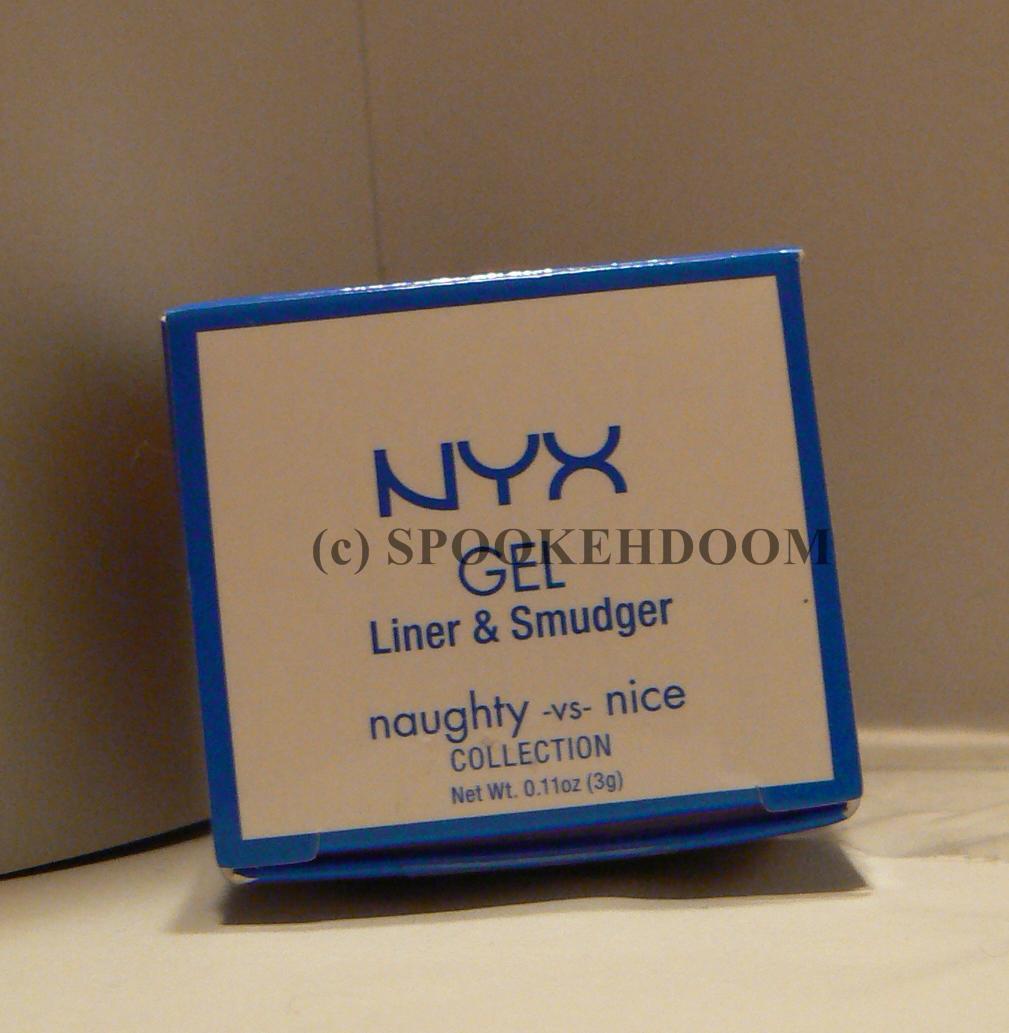 NYX
(c) SPOOKEHDOOM
GEL
Liner & Smudger
naughty -vs- nice
COLLECTION
Net Wt. 0.11oz (3g)